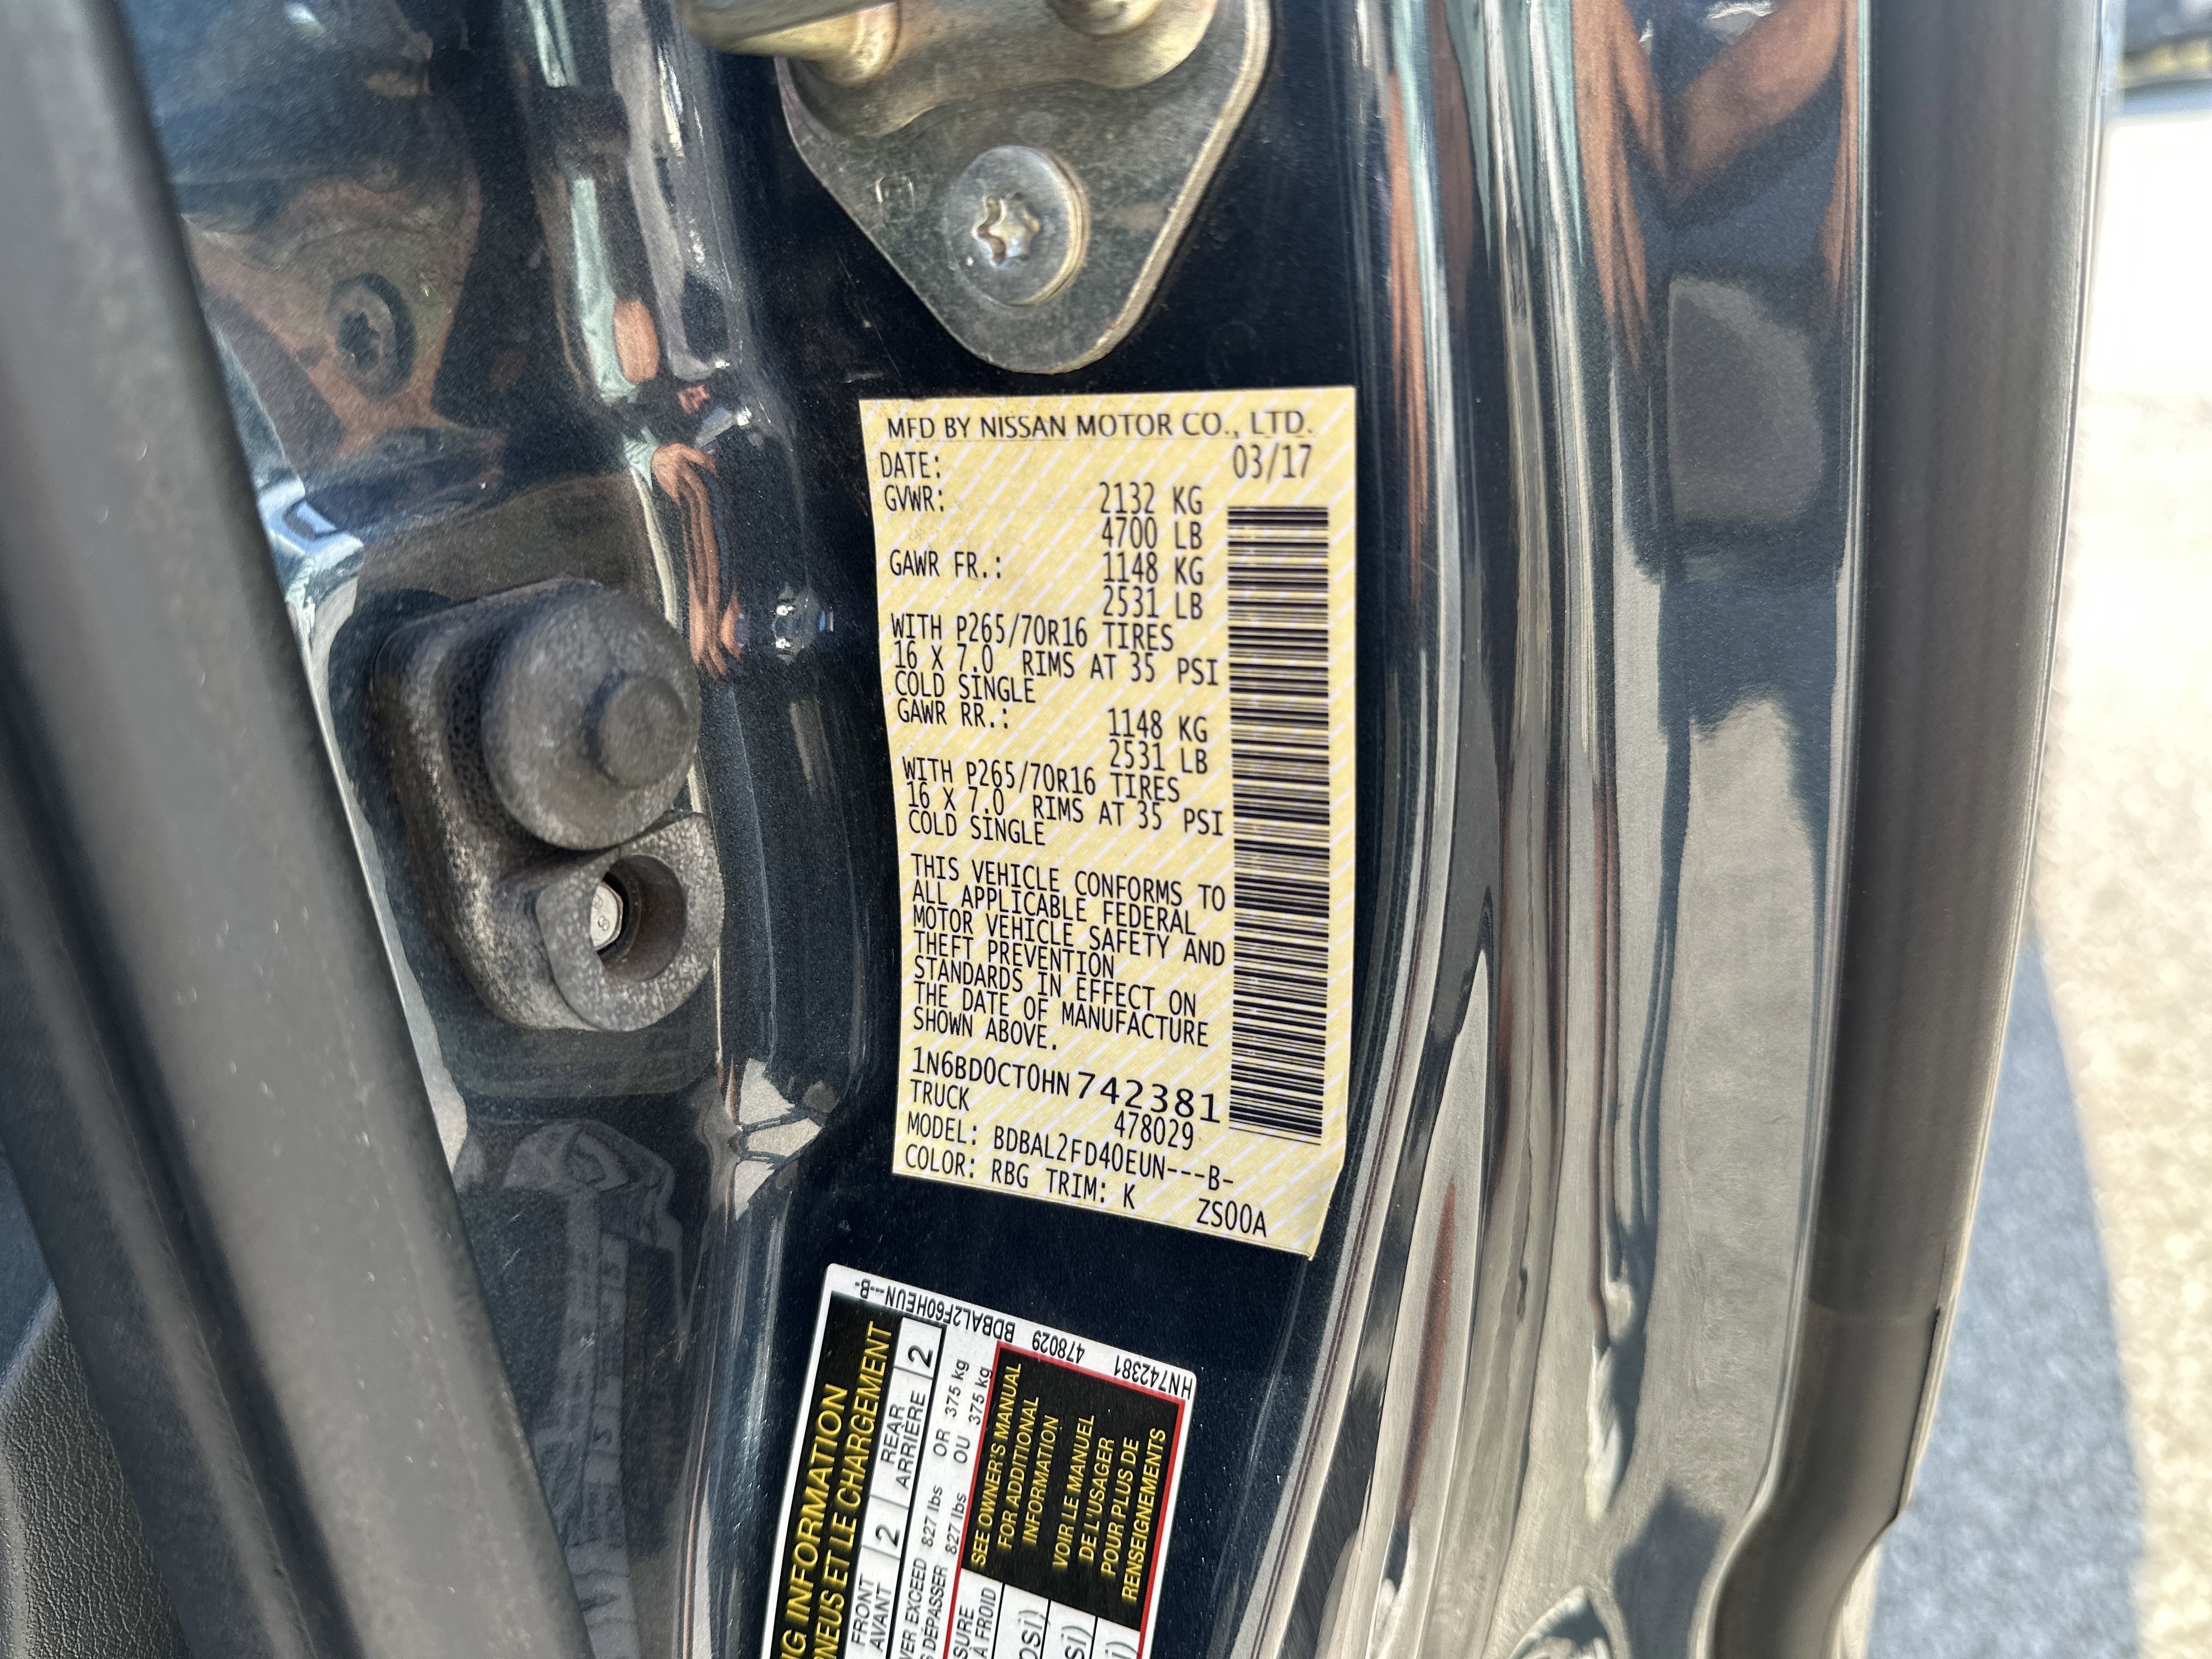 MFD BY NISSAN MOTOR CO., LTD.
DATE: 03/17
GVWR: 2132 KG
4700 LB
GAWR FR.: 1148 KG
2531 LB
WITH P265/70R16 TIRES
16 X 7.0 RIMS AT 35 PSI
COLD SINGLE
GAWR RR.: 1148 KG
2531 LB
WITH P265/70R16 TIRES
16 X 7.0 RIMS AT 35 PSI
COLD SINGLE
THIS VEHICLE CONFORMS TO
ALL APPLICABLE FEDERAL
MOTOR VEHICLE SAFETY AND
THEFT PREVENTION
STANDARDS IN EFFECT ON
THE DATE OF MANUFACTURE
SHOWN ABOVE.
1N6BD0CT0HN742381
TRUCK 478029
MODEL: BDBAL2FD40EUN---B-
COLOR: RBG TRIM: K ZS00A
HN742381 478029 BDBAL2F60HEUN---B-
INFORMATION
ET LE CHARGEMENT
FRONT 2 REAR 2
AVANT ARRIÈRE
EXCEED 827 lbs OR 375 kg
DÉPASSER 827 lbs OU 375 kg
À FROID
SEE OWNER'S MANUAL
FOR ADDITIONAL
INFORMATION
VOIR LE MANUEL
DE L'USAGER
POUR PLUS DE
RENSEIGNEMENTS